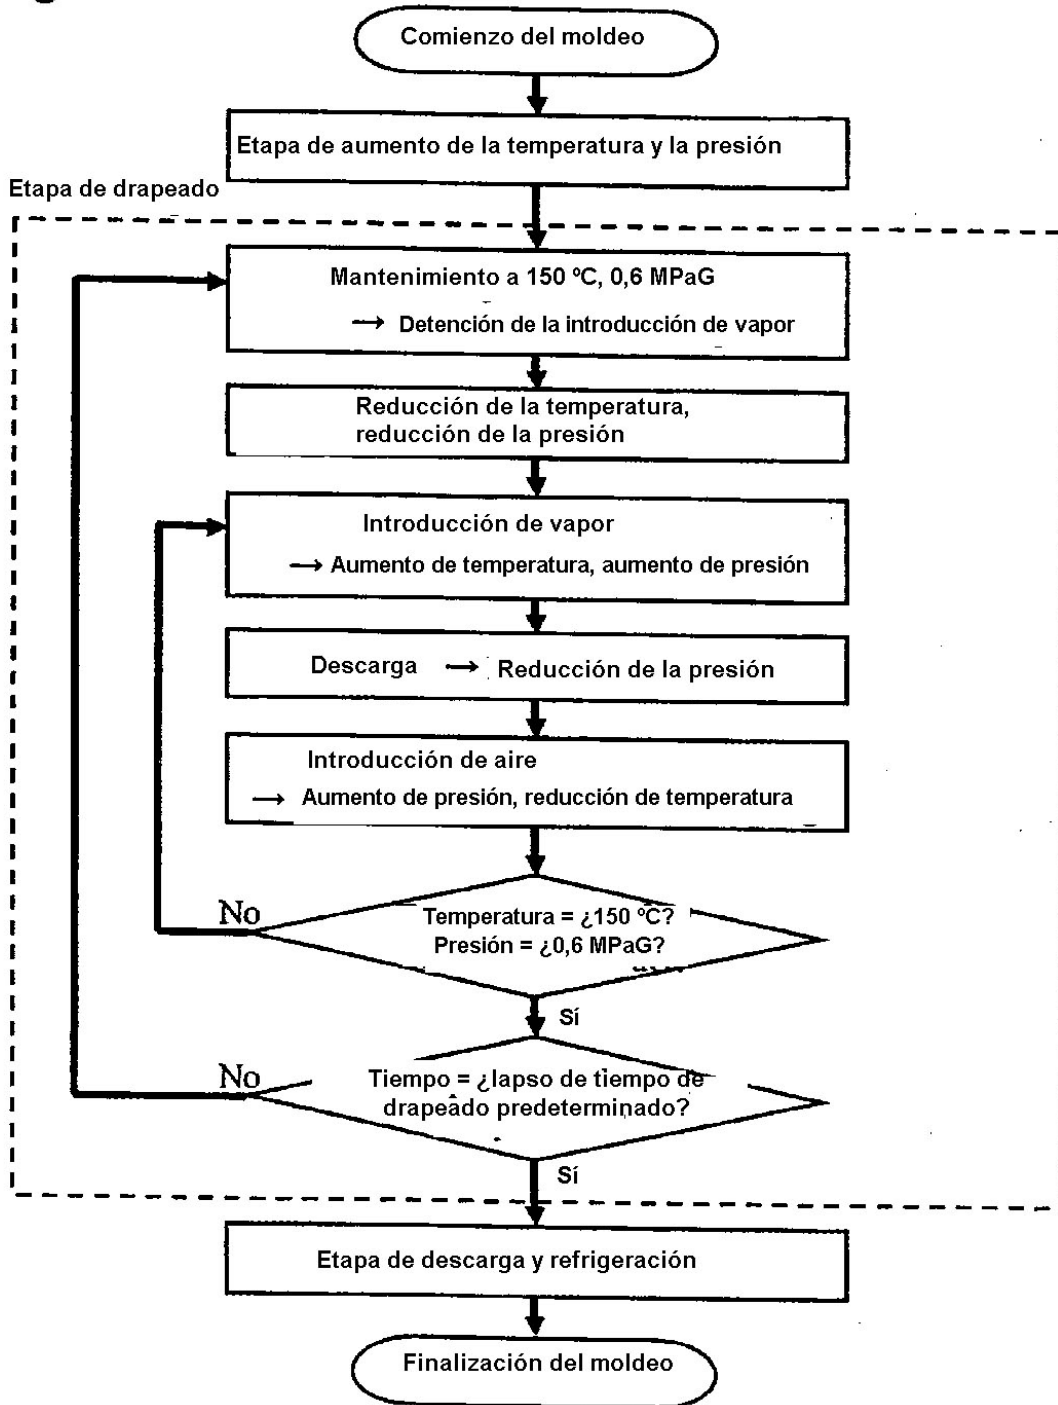 Comienzo del moldeo
Etapa de aumento de la temperatura y la presión
Etapa de drapeado
Mantenimiento a 150 ºC, 0,6 MPaG
→ Detención de la introducción de vapor
Reducción de la temperatura,
reducción de la presión
Introducción de vapor
→ Aumento de temperatura, aumento de presión
Descarga → Reducción de la presión
Introducción de aire
→ Aumento de presión, reducción de temperatura
No
Temperatura = ¿150 ºC?
Presión = ¿0,6 MPaG?
Sí
No
Tiempo = ¿lapso de tiempo de
drapeado predeterminado?
Sí
Etapa de descarga y refrigeración
Finalización del moldeo